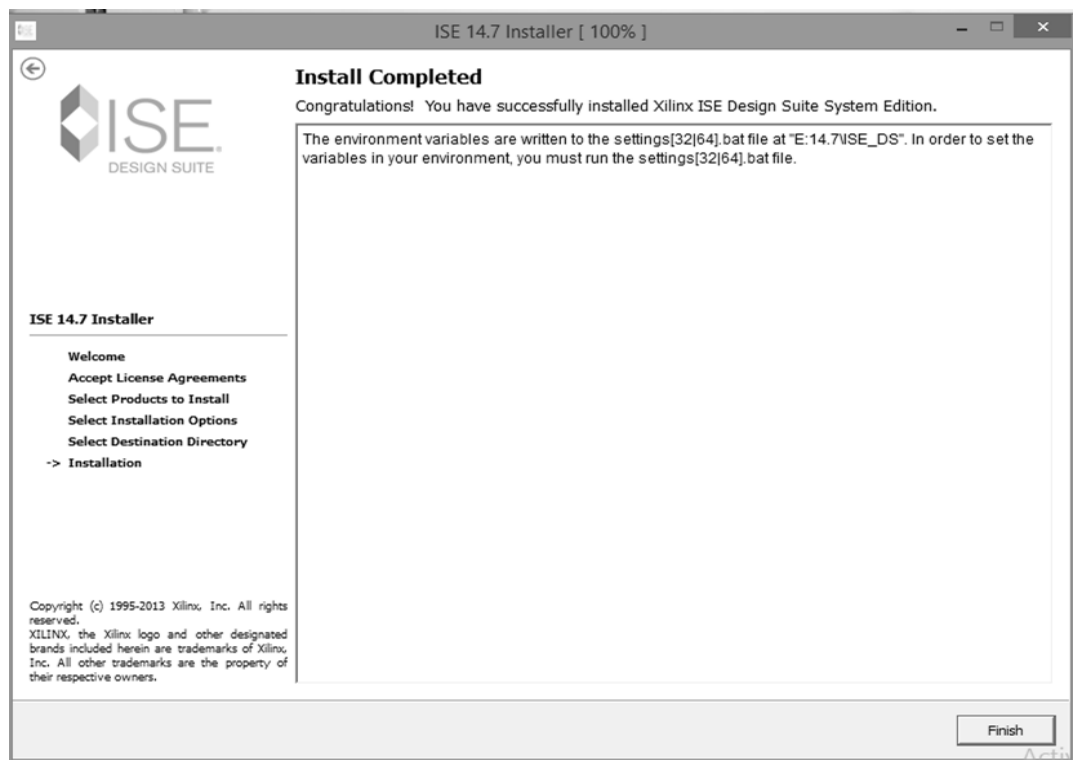 ISE 14.7 Installer [ 100% ]
ISE.
DESIGN SUITE
Install Completed
Congratulations! You have successfully installed Xilinx ISE Design Suite System Edition.
The environment variables are written to the settings[32|64].bat file at "E:14.7\ISE_DS". In order to set the
variables in your environment, you must run the settings[32|64].bat file.
ISE 14.7 Installer
Welcome
Accept License Agreements
Select Products to Install
Select Installation Options
Select Destination Directory
-> Installation
Copyright (c) 1995-2013 Xilinx, Inc. All rights
reserved.
XILINX, the Xilinx logo and other designated
brands included herein are trademarks of Xilinx,
Inc. All other trademarks are the property of
their respective owners.
Finish